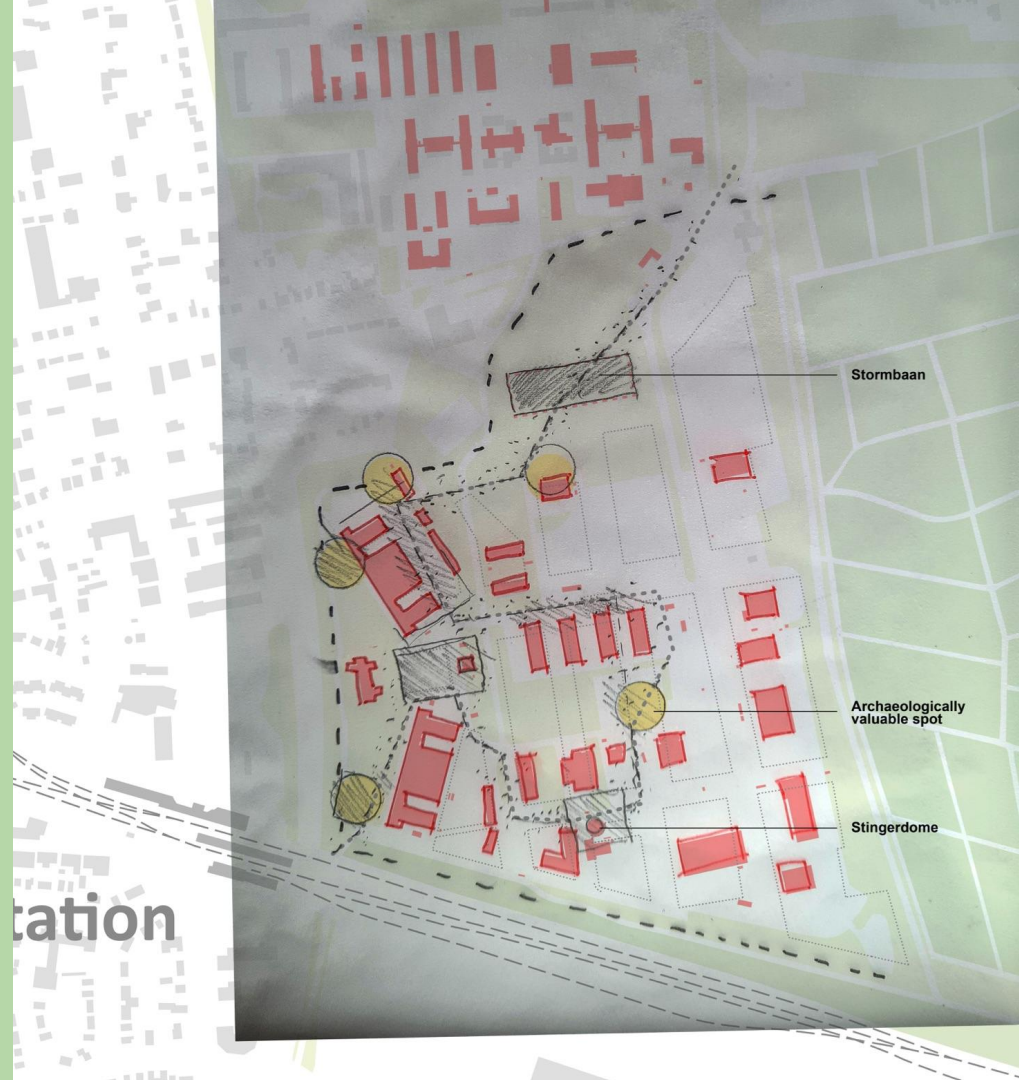 Stormbaan
Archaeologically
valuable spot
Stingerdome
tation